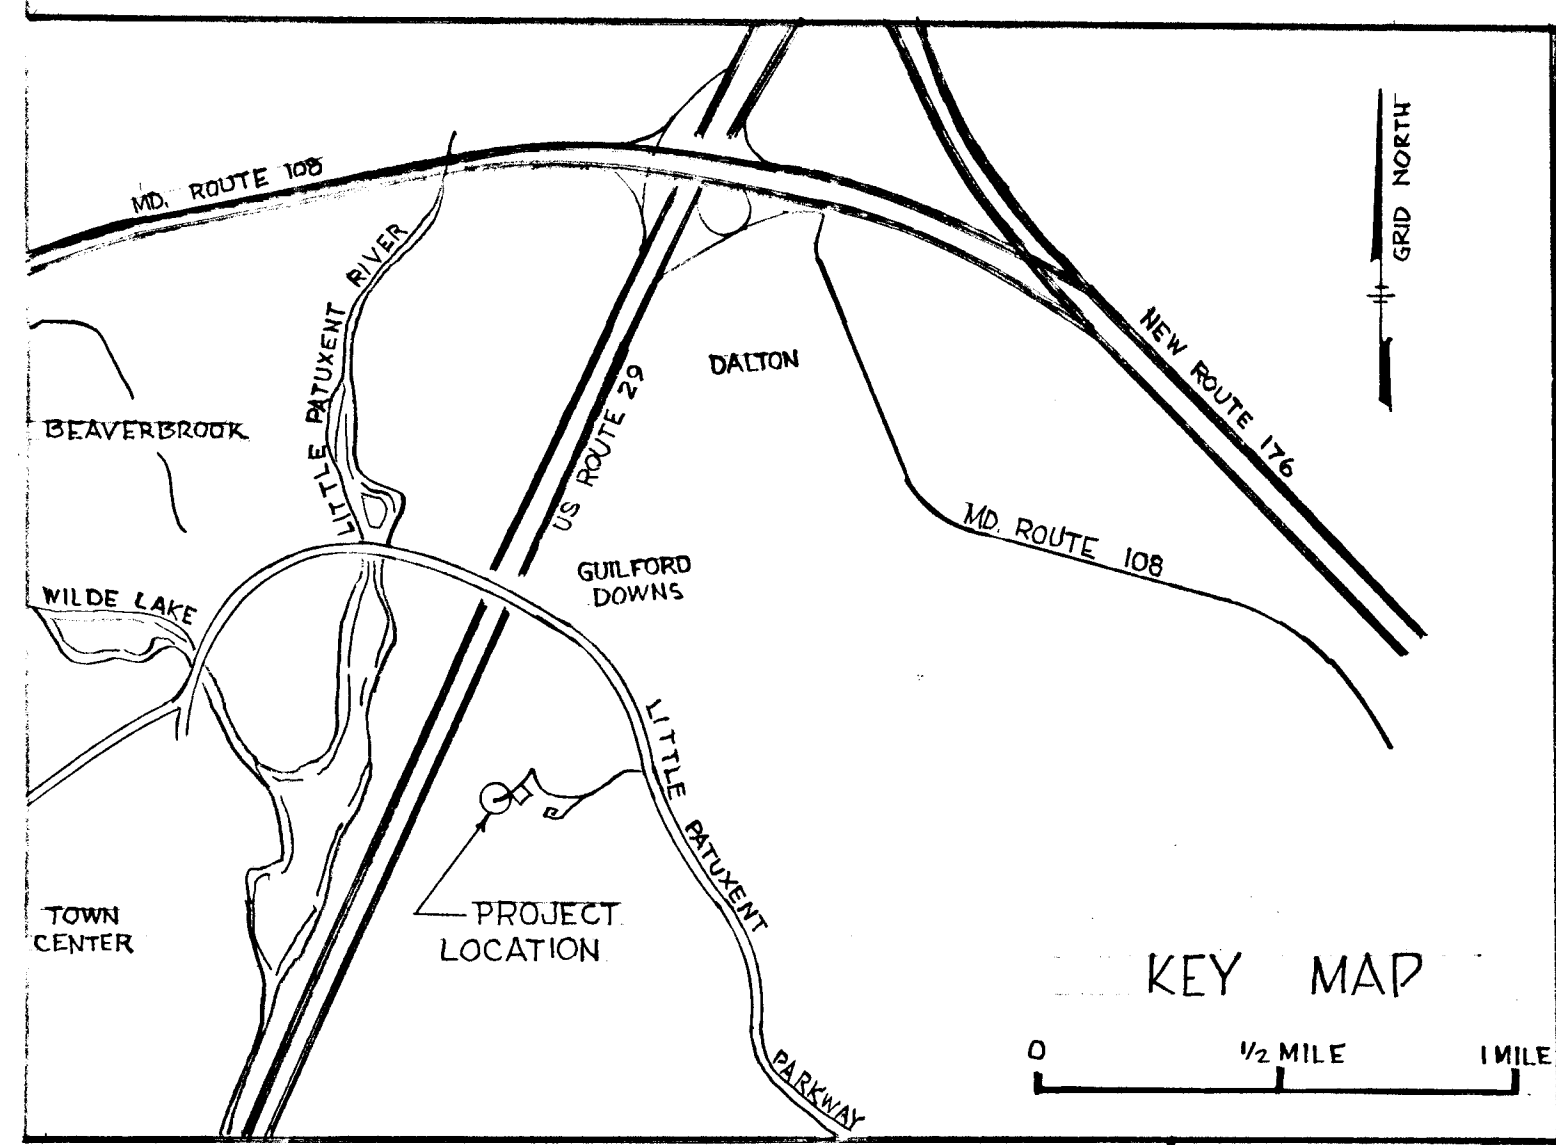 MD. ROUTE 108
GRID NORTH
LITTLE PATUXENT RIVER
NEW ROUTE 176
DALTON
US ROUTE 29
BEAVERBROOK
MD. ROUTE 108
GUILFORD
DOWNS
WILDE LAKE
LITTLE PATUXENT PARKWAY
PROJECT
LOCATION
TOWN
CENTER
KEY MAP
0 1/2 MILE 1 MILE